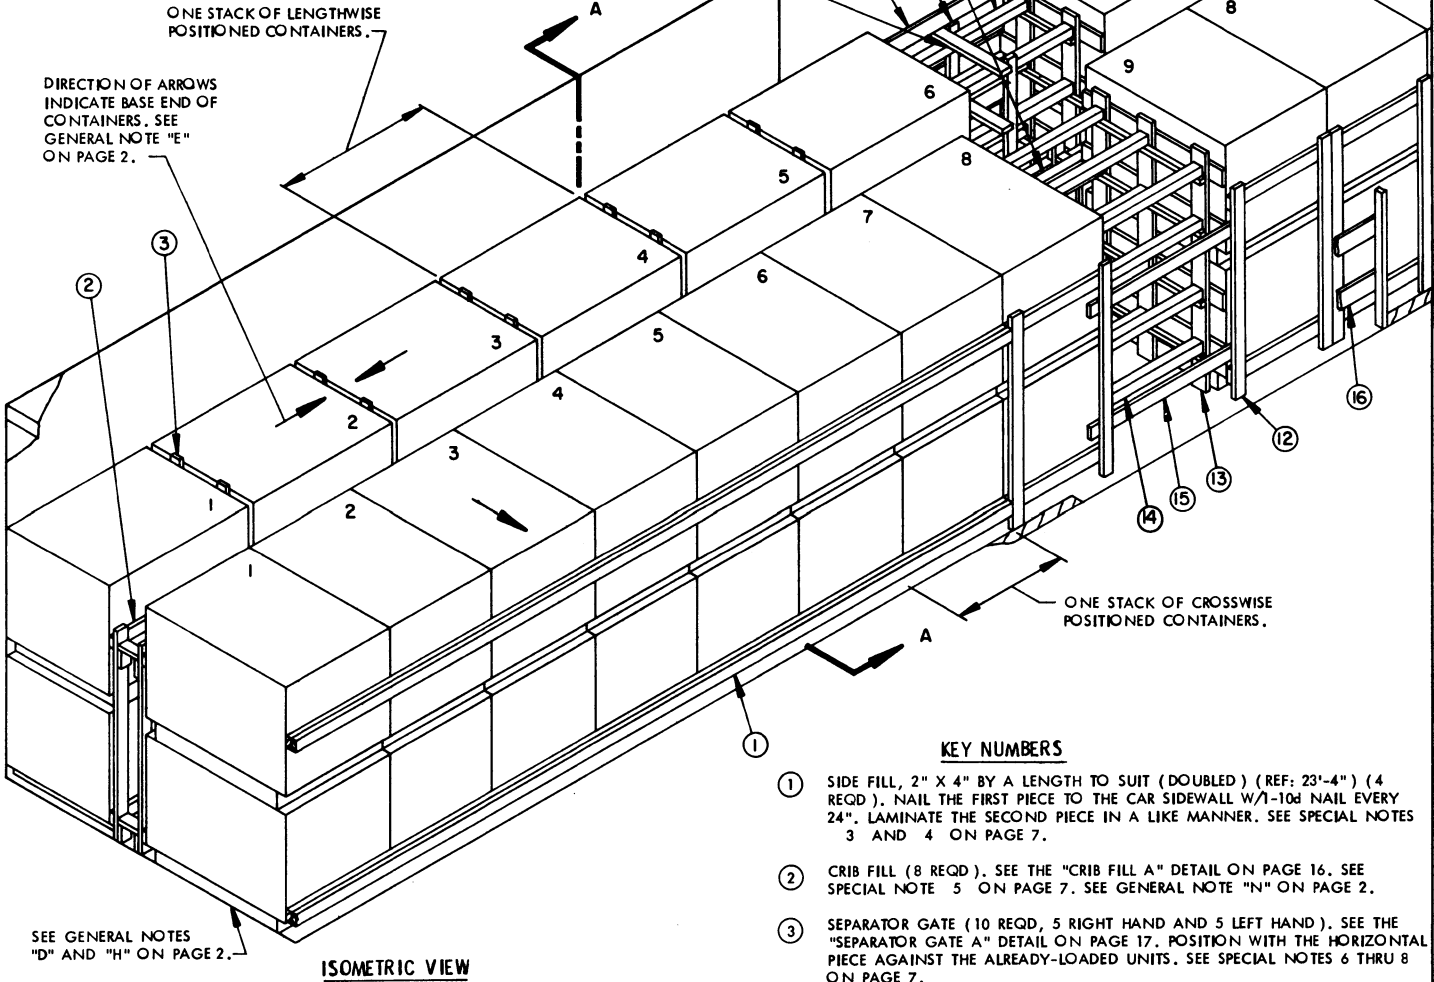 ONE STACK OF LENGTHWISE
POSITIONED CONTAINERS.
A
8
DIRECTION OF ARROWS
INDICATE BASE END OF
CONTAINERS. SEE
GENERAL NOTE "E"
ON PAGE 2.
9
6
5
8
4
7
3
6
2
5
1
4
3
2
1
3
2
16
12
13
15
14
ONE STACK OF CROSSWISE
POSITIONED CONTAINERS.
A
1
SEE GENERAL NOTES
"D" AND "H" ON PAGE 2.
ISOMETRIC VIEW
KEY NUMBERS
1 SIDE FILL, 2" X 4" BY A LENGTH TO SUIT (DOUBLED) (REF: 23'-4") (4
REQD). NAIL THE FIRST PIECE TO THE CAR SIDEWALL W/1-10d NAIL EVERY
24". LAMINATE THE SECOND PIECE IN A LIKE MANNER. SEE SPECIAL NOTES
3 AND 4 ON PAGE 7.
2 CRIB FILL (8 REQD). SEE THE "CRIB FILL A" DETAIL ON PAGE 16. SEE
SPECIAL NOTE 5 ON PAGE 7. SEE GENERAL NOTE "N" ON PAGE 2.
3 SEPARATOR GATE (10 REQD, 5 RIGHT HAND AND 5 LEFT HAND). SEE THE
"SEPARATOR GATE A" DETAIL ON PAGE 17. POSITION WITH THE HORIZONTAL
PIECE AGAINST THE ALREADY-LOADED UNITS. SEE SPECIAL NOTES 6 THRU 8
ON PAGE 7.